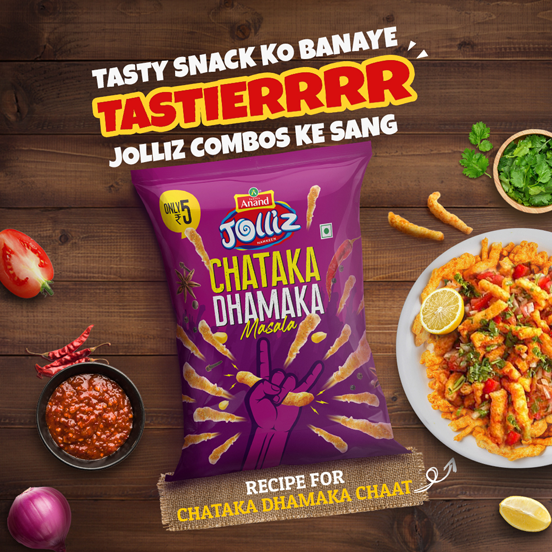 TASTY SNACK KO BANAYE
TASTIERRRR
JOLLIZ COMBOS KE SANG
ONLY ₹5
Anand
JOlliZ
NAMKEEN
CHATAKA
DHAMAKA
Masala
RECIPE FOR
CHATAKA DHAMAKA CHAAT